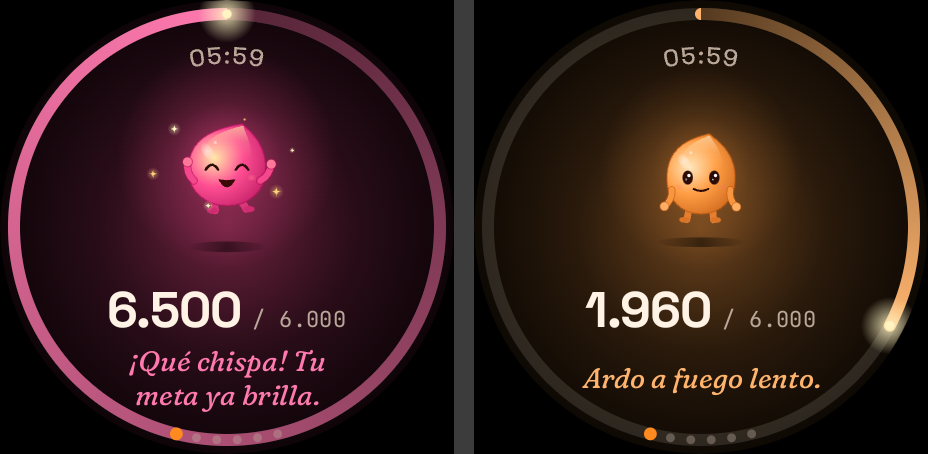 05:59
6.500 / 6.000
¡Qué chispa! Tu
meta ya brilla.
05:59
1.960 / 6.000
Ardo a fuego lento.